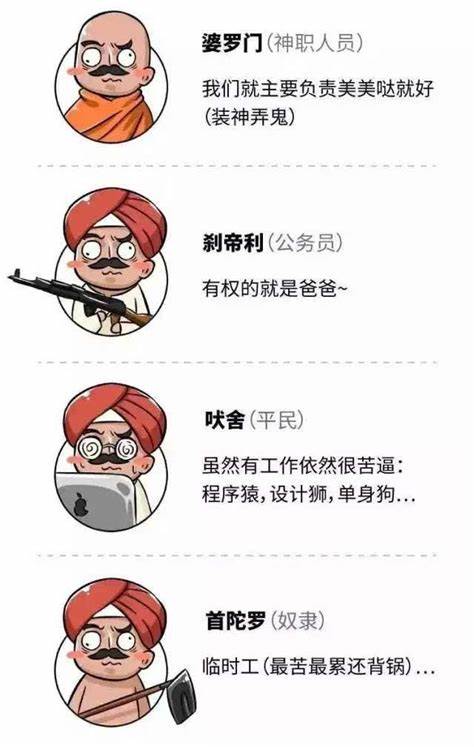 婆罗门(神职人员)
我们就主要负责美美哒就好
(装神弄鬼)
刹帝利(公务员)
有权的就是爸爸~
吠舍(平民)
虽然有工作依然很苦逼：
程序猿,设计狮,单身狗...
首陀罗(奴隶)
临时工(最苦最累还背锅)...